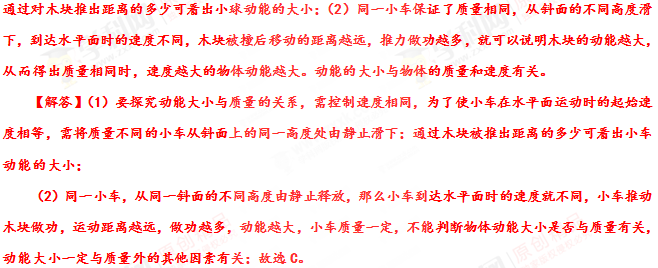 通过对木块推出距离的多少可看出小球动能的大小；（2）同一小车保证了质量相同，从斜面的不同高度滑
下，到达水平面时的速度不同，木块被撞后移动的距离越远，推力做功越多，就可以说明木块的动能越大，
从而得出质量相同时，速度越大的物体动能越大。动能的大小与物体的质量和速度有关。
【解答】（1）要探究动能大小与质量的关系，需控制速度相同，为了使小车在水平面运动时的起始速
度相等，需将质量不同的小车从斜面上的同一高度处由静止滑下；通过木块被推出距离的多少可看出小车
动能的大小；
（2）同一小车，从同一斜面的不同高度由静止释放，那么小车到达水平面时的速度就不同，小车推动
木块做功，运动距离越远，做功越多，动能越大，小车质量一定，不能判断物体动能大小是否与质量有关，
动能大小一定与质量外的其他因素有关；故选 C。